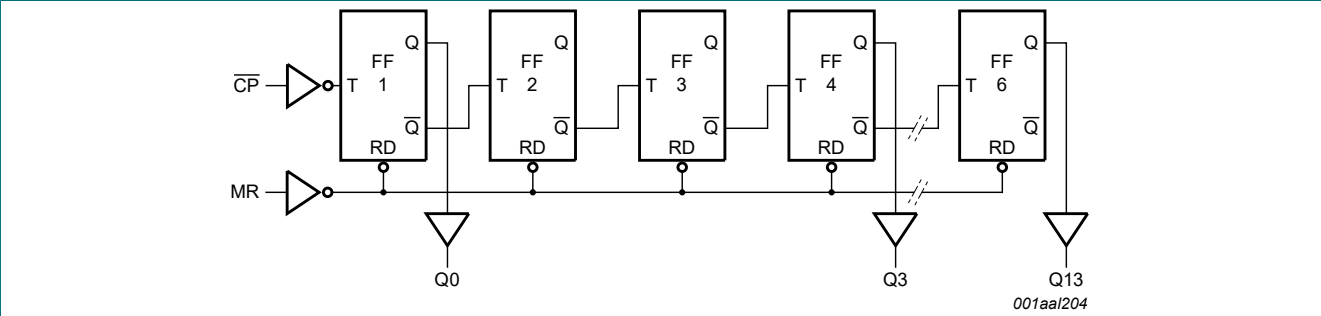 Q Q Q Q Q
FF FF FF FF FF
C̅P̅ T 1 T 2 T 3 T 4 T 6
Q̅ Q̅ Q̅ Q̅ Q̅
RD RD RD RD RD
MR
Q0 Q3 Q13
001aal204